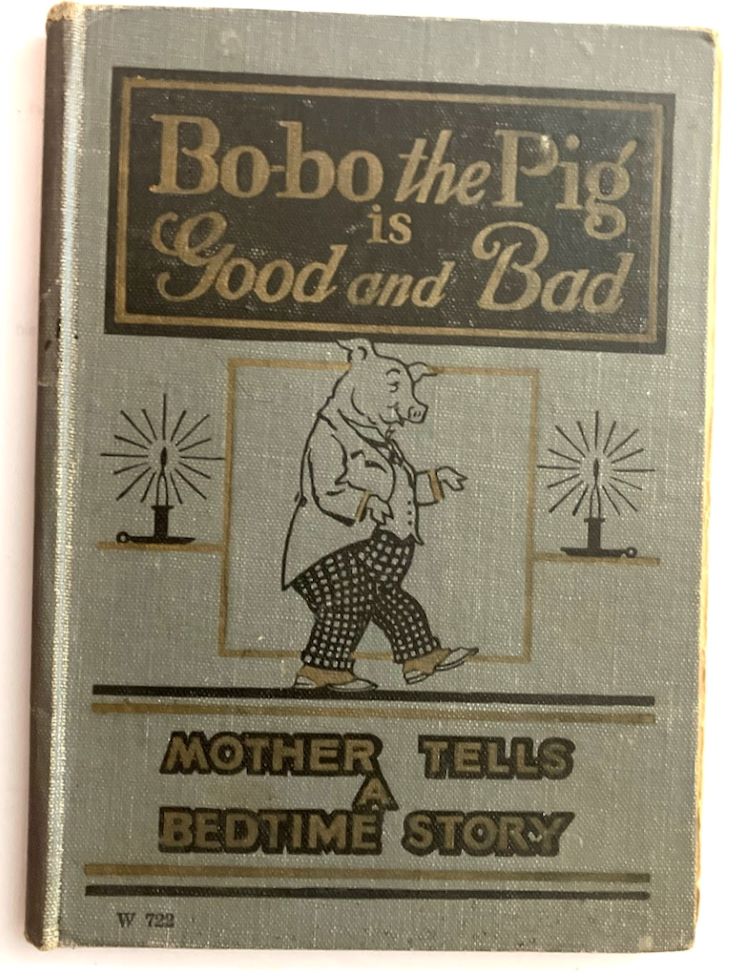 Bo-bo the Pig
is
Good and Bad
MOTHER TELLS
A
BEDTIME STORY
W 722